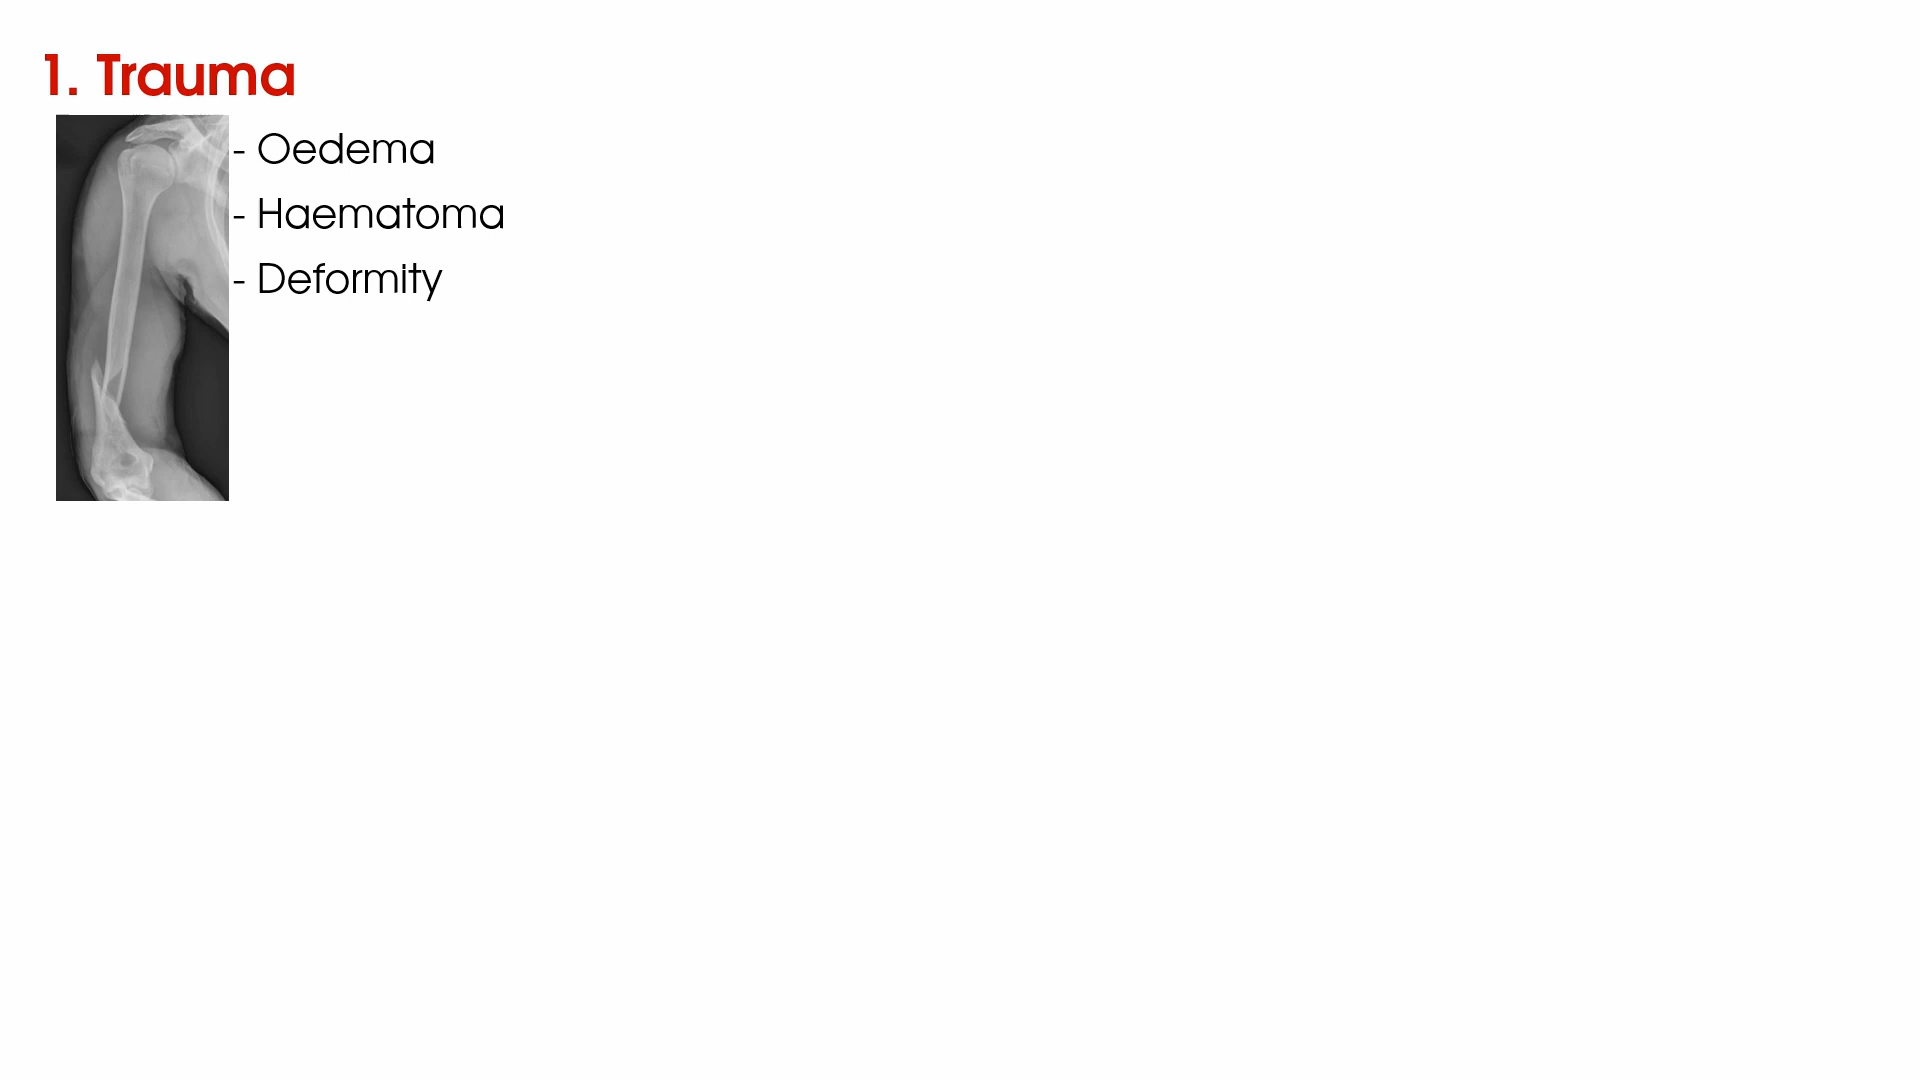 1. Trauma
- Oedema
- Haematoma
- Deformity